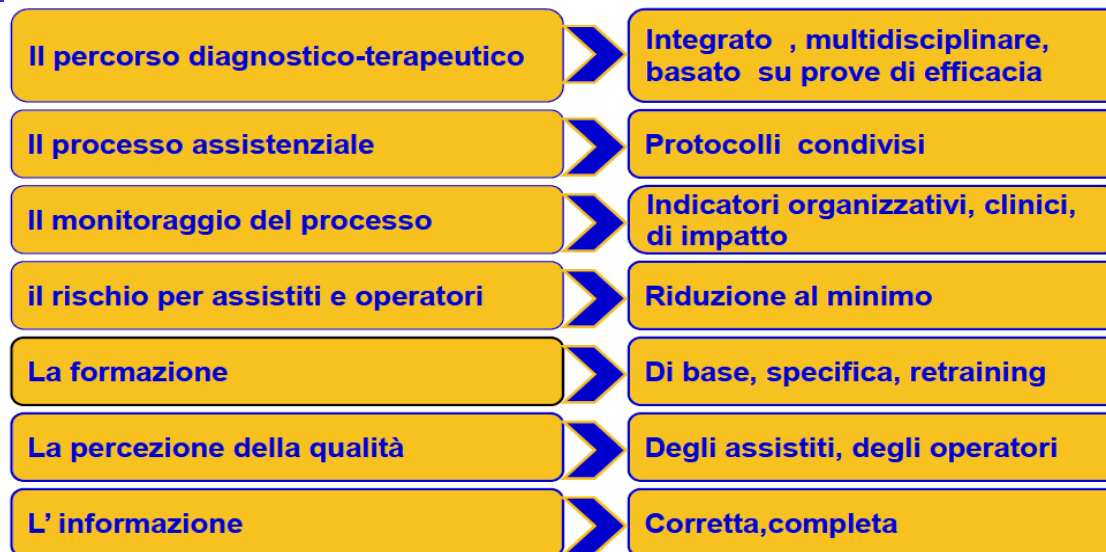 Il percorso diagnostico-terapeutico
Integrato , multidisciplinare,
basato su prove di efficacia
Il processo assistenziale
Protocolli condivisi
Il monitoraggio del processo
Indicatori organizzativi, clinici,
di impatto
il rischio per assistiti e operatori
Riduzione al minimo
La formazione
Di base, specifica, retraining
La percezione della qualità
Degli assistiti, degli operatori
L’ informazione
Corretta,completa